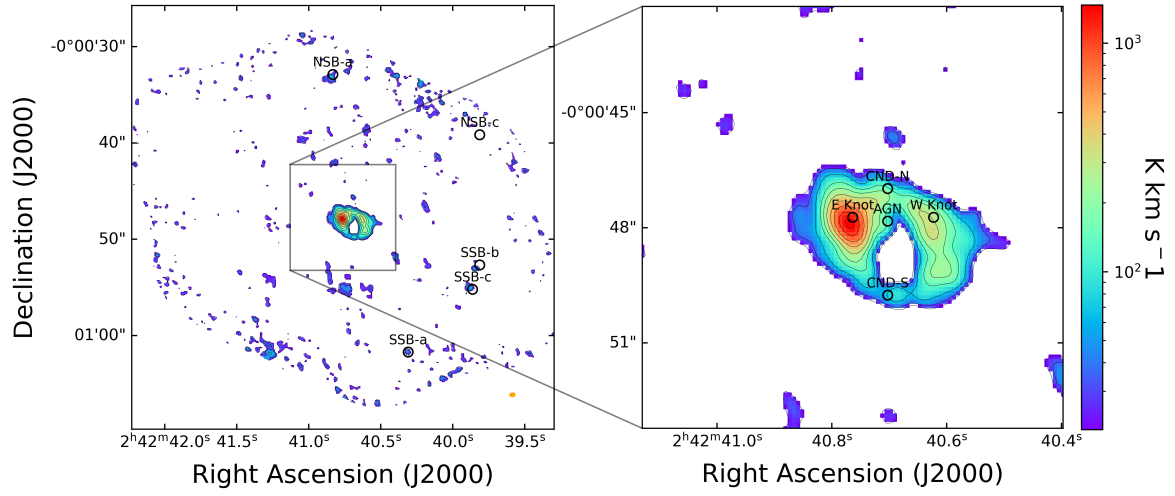 -0°00'30"
40"
50"
01'00"
Declination (J2000)
NSB-a
NSB-c
SSB-b
SSB-c
SSB-a
2h42m42.0s
41.5s
41.0s
40.5s
40.0s
39.5s
Right Ascension (J2000)
-0°00'45"
48"
51"
CND-N
E Knot
AGN
W Knot
CND-S
2h42m41.0s
40.8s
40.6s
40.4s
Right Ascension (J2000)
10³
10²
K km s⁻1